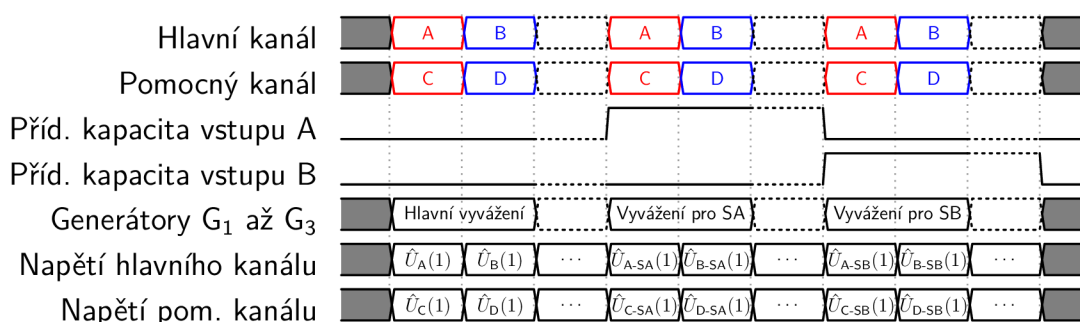 Hlavní kanál A B A B A B
Pomocný kanál C D C D C D
Příd. kapacita vstupu A
Příd. kapacita vstupu B
Generátory G₁ až G₃ Hlavní vyvážení Vyvážení pro SA Vyvážení pro SB
Napětí hlavního kanálu Û_A(1) Û_B(1) ··· Û_A-SA(1) Û_B-SA(1) ··· Û_A-SB(1) Û_B-SB(1) ···
Napětí pom. kanálu Û_C(1) Û_D(1) ··· Û_C-SA(1) Û_D-SA(1) ··· Û_C-SB(1) Û_D-SB(1) ···